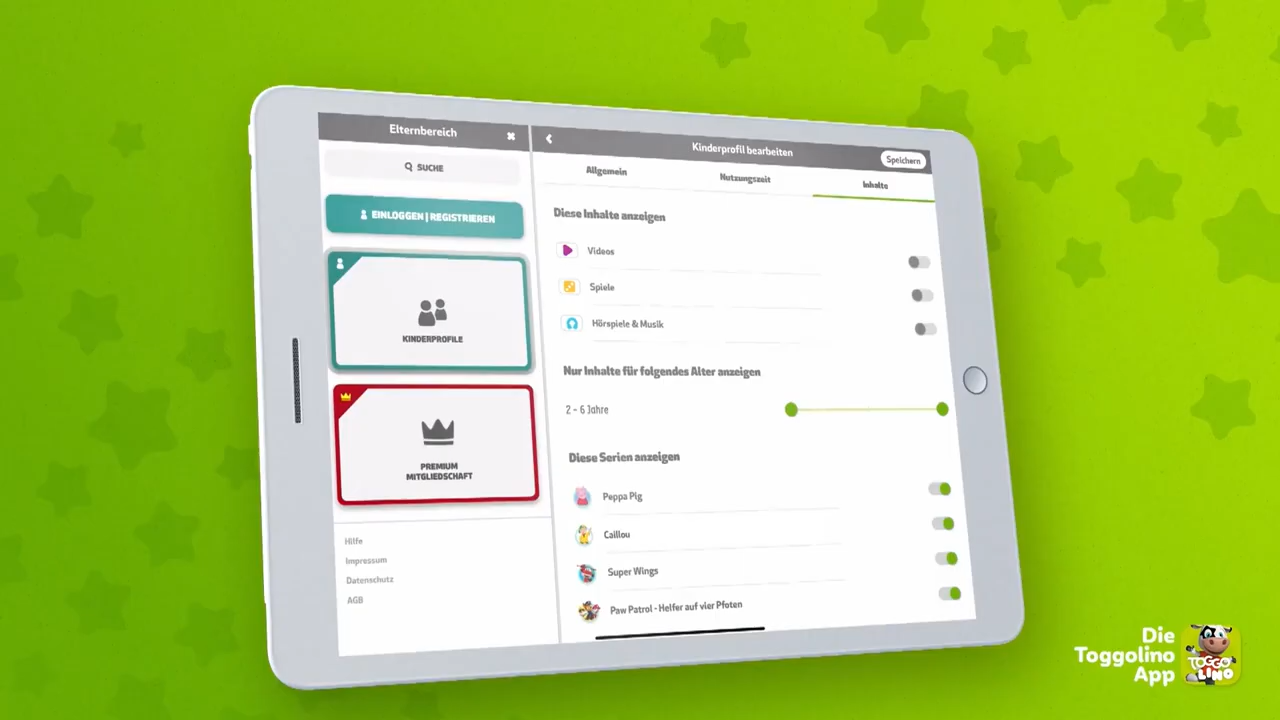 Elternbereich
SUCHE
EINLOGGEN | REGISTRIEREN
KINDERPROFILE
PREMIUM
MITGLIEDSCHAFT
Hilfe
Impressum
Datenschutz
AGB
Kinderprofil bearbeiten
Speichern
Allgemein
Nutzungszeit
Inhalte
Diese Inhalte anzeigen
Videos
Spiele
Hörspiele & Musik
Nur Inhalte für folgendes Alter anzeigen
2 – 6 Jahre
Diese Serien anzeigen
Peppa Pig
Caillou
Super Wings
Paw Patrol - Helfer auf vier Pfoten
Die
Toggolino
App
TOGGO
LINO